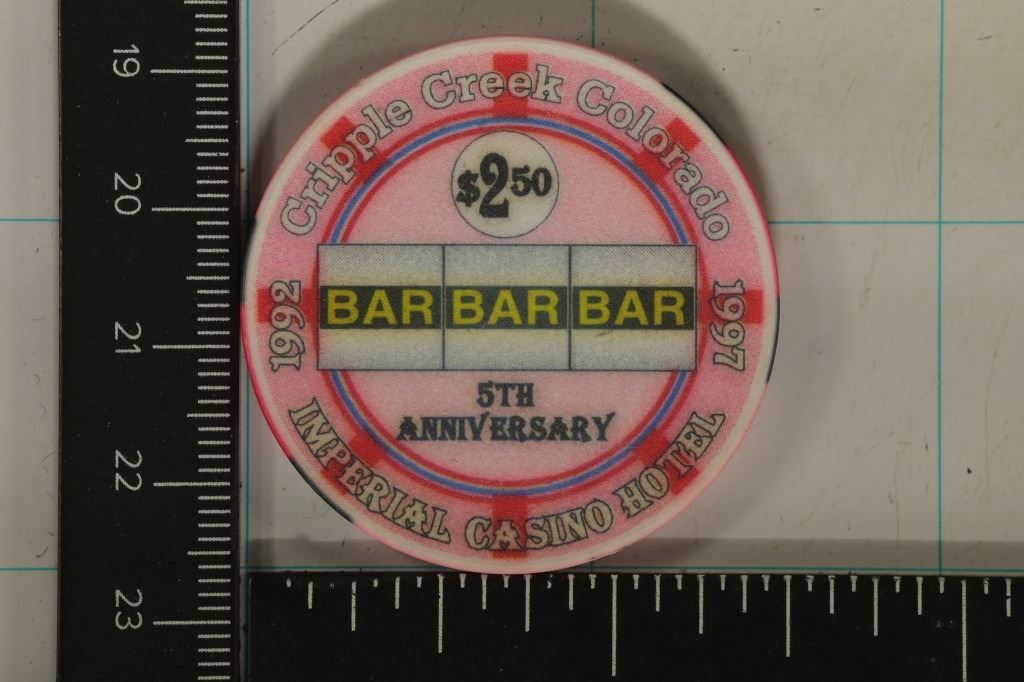 Cripple Creek Colorado
$2.50
1992
1997
BAR BAR BAR
5TH
ANNIVERSARY
IMPERIAL CASINO HOTEL
19
20
21
22
23